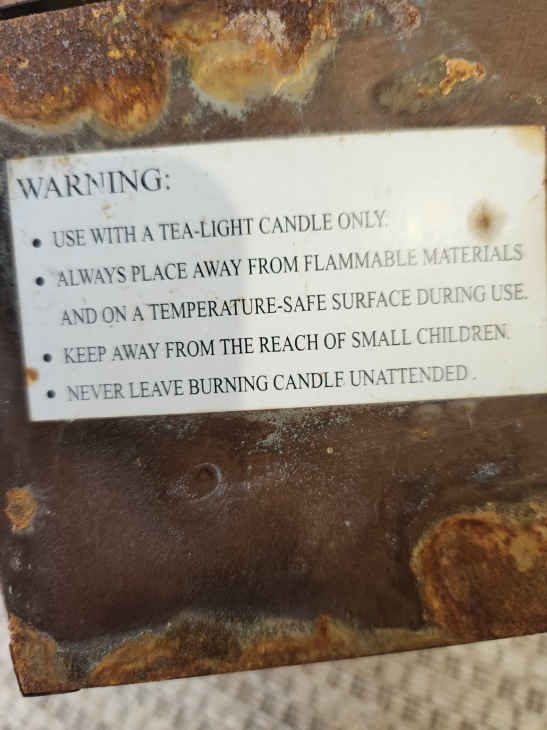 WARNING:
• USE WITH A TEA-LIGHT CANDLE ONLY.
• ALWAYS PLACE AWAY FROM FLAMMABLE MATERIALS
AND ON A TEMPERATURE-SAFE SURFACE DURING USE.
• KEEP AWAY FROM THE REACH OF SMALL CHILDREN.
• NEVER LEAVE BURNING CANDLE UNATTENDED .